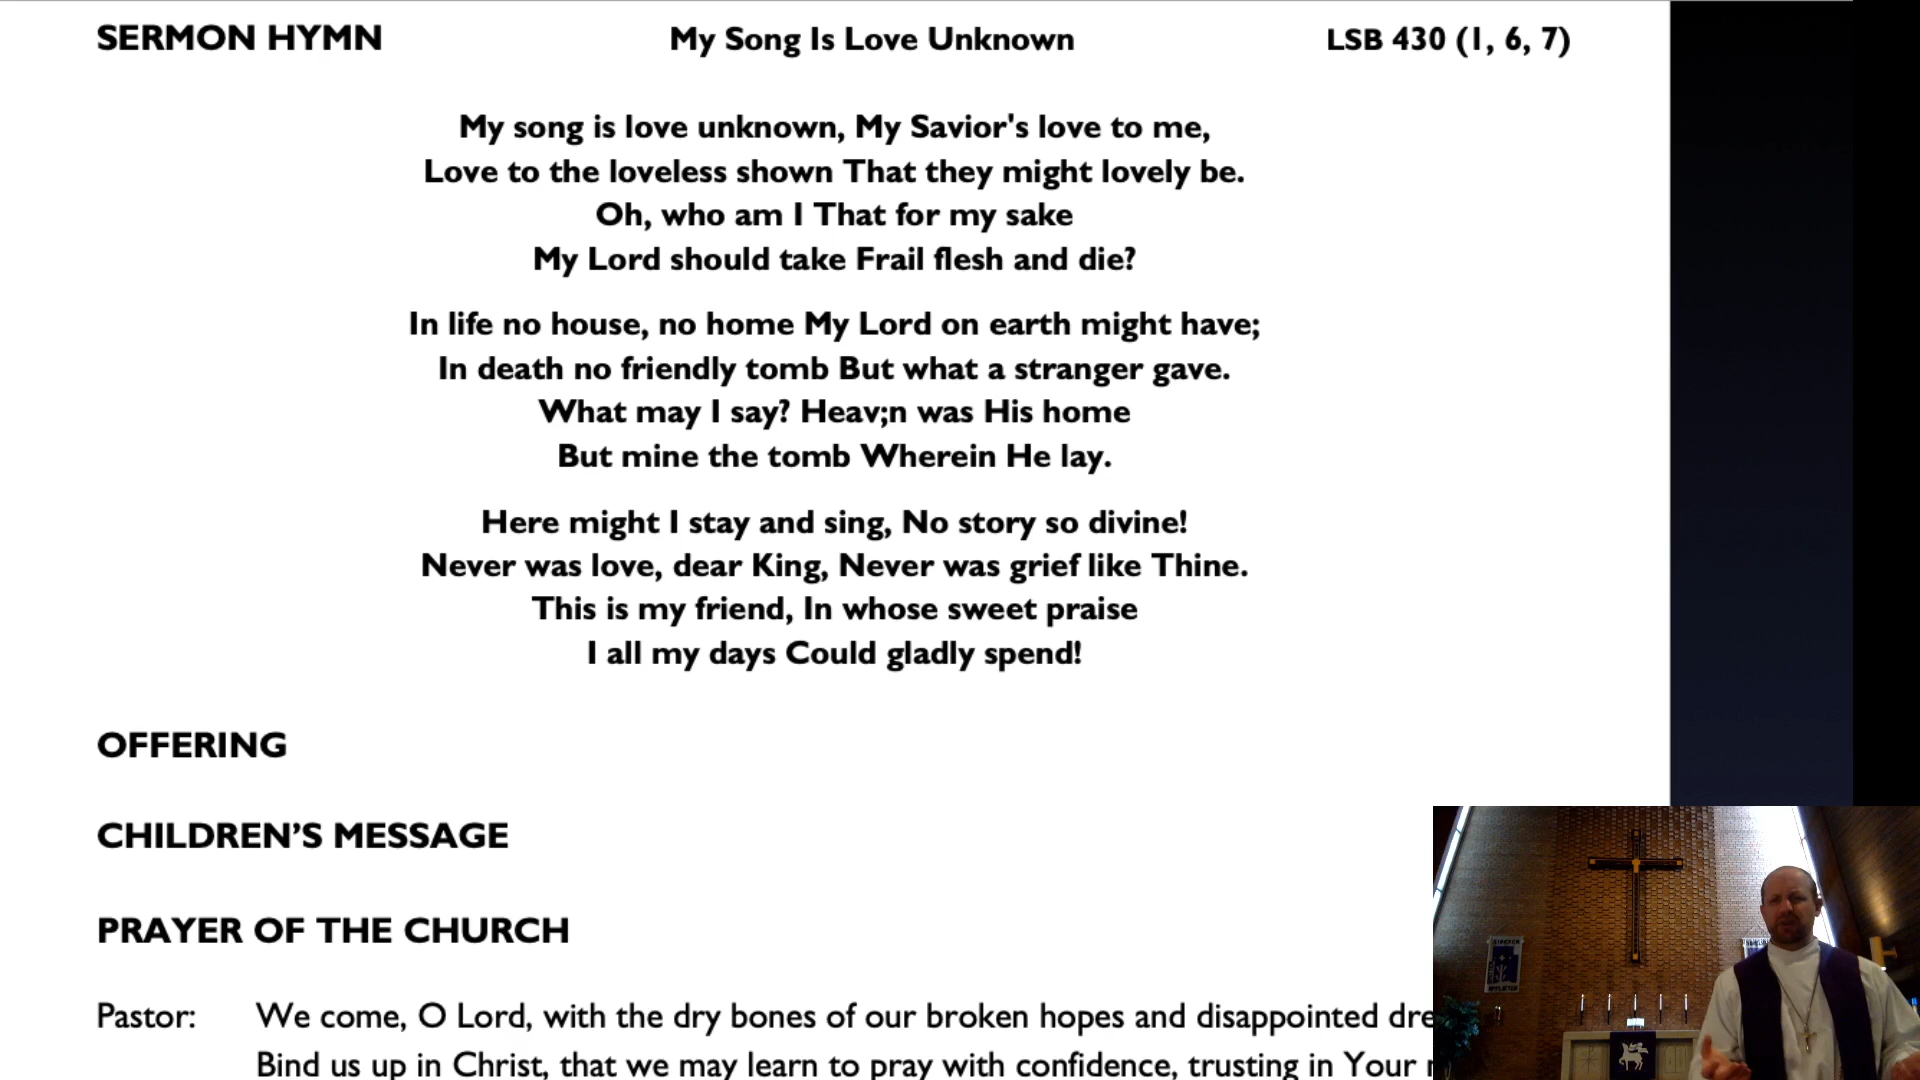 SERMON HYMN My Song Is Love Unknown LSB 430 (1, 6, 7)
My song is love unknown, My Savior's love to me,
Love to the loveless shown That they might lovely be.
Oh, who am I That for my sake
My Lord should take Frail flesh and die?
In life no house, no home My Lord on earth might have;
In death no friendly tomb But what a stranger gave.
What may I say? Heav;n was His home
But mine the tomb Wherein He lay.
Here might I stay and sing, No story so divine!
Never was love, dear King, Never was grief like Thine.
This is my friend, In whose sweet praise
I all my days Could gladly spend!
OFFERING
CHILDREN’S MESSAGE
PRAYER OF THE CHURCH
Pastor: We come, O Lord, with the dry bones of our broken hopes and disappointed
Bind us up in Christ, that we may learn to pray with confidence, trusting in Your